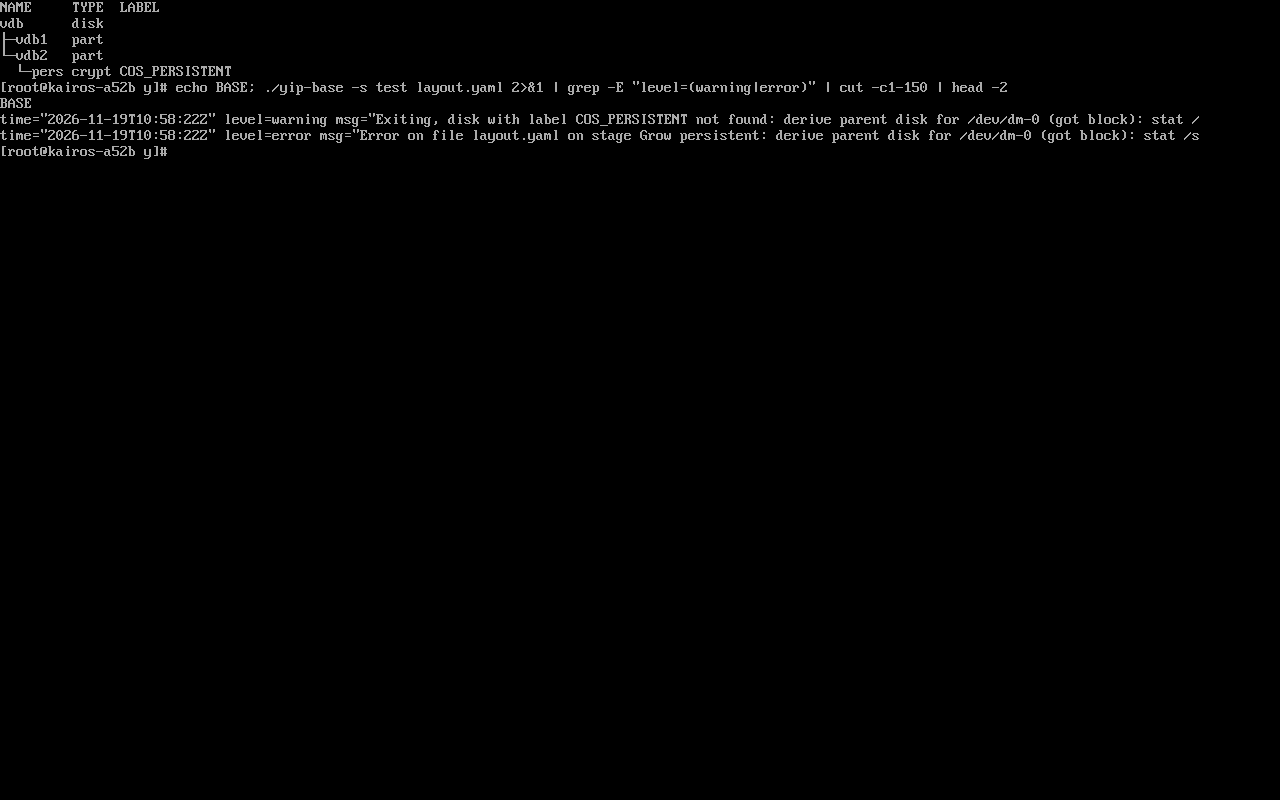 NAME     TYPE  LABEL
vdb      disk
├─vdb1   part
└─vdb2   part
  └─pers crypt COS_PERSISTENT
[root@kairos-a52b y]# echo BASE; ./yip-base -s test layout.yaml 2>&1 | grep -E "level=(warning|error)" | cut -c1-150 | head -2
BASE
time="2026-11-19T10:58:22Z" level=warning msg="Exiting, disk with label COS_PERSISTENT not found: derive parent disk for /dev/dm-0 (got block): stat /
time="2026-11-19T10:58:22Z" level=error msg="Error on file layout.yaml on stage Grow persistent: derive parent disk for /dev/dm-0 (got block): stat /s
[root@kairos-a52b y]#